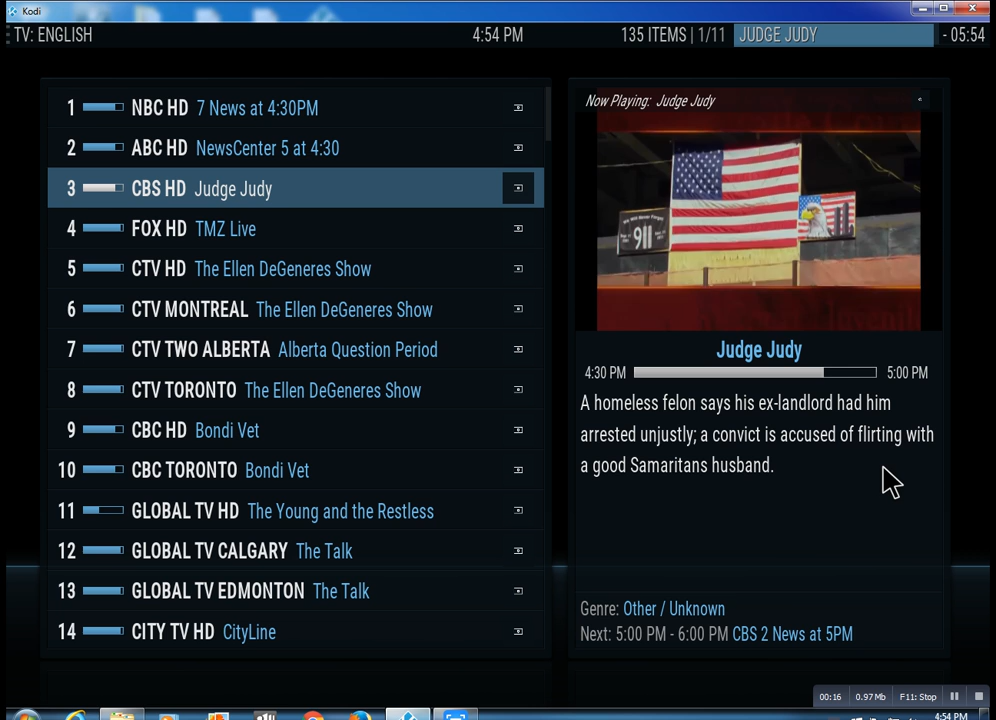 Kodi
TV: ENGLISH
4:54 PM
135 ITEMS | 1/11
JUDGE JUDY
- 05:54
1 NBC HD 7 News at 4:30PM
2 ABC HD NewsCenter 5 at 4:30
3 CBS HD Judge Judy
4 FOX HD TMZ Live
5 CTV HD The Ellen DeGeneres Show
6 CTV MONTREAL The Ellen DeGeneres Show
7 CTV TWO ALBERTA Alberta Question Period
8 CTV TORONTO The Ellen DeGeneres Show
9 CBC HD Bondi Vet
10 CBC TORONTO Bondi Vet
11 GLOBAL TV HD The Young and the Restless
12 GLOBAL TV CALGARY The Talk
13 GLOBAL TV EDMONTON The Talk
14 CITY TV HD CityLine
Now Playing: Judge Judy
911
Judge Judy
4:30 PM 5:00 PM
A homeless felon says his ex-landlord had him
arrested unjustly; a convict is accused of flirting with
a good Samaritans husband.
Genre: Other / Unknown
Next: 5:00 PM - 6:00 PM CBS 2 News at 5PM
00:16 0.97 Mb F11: Stop
4:54 PM